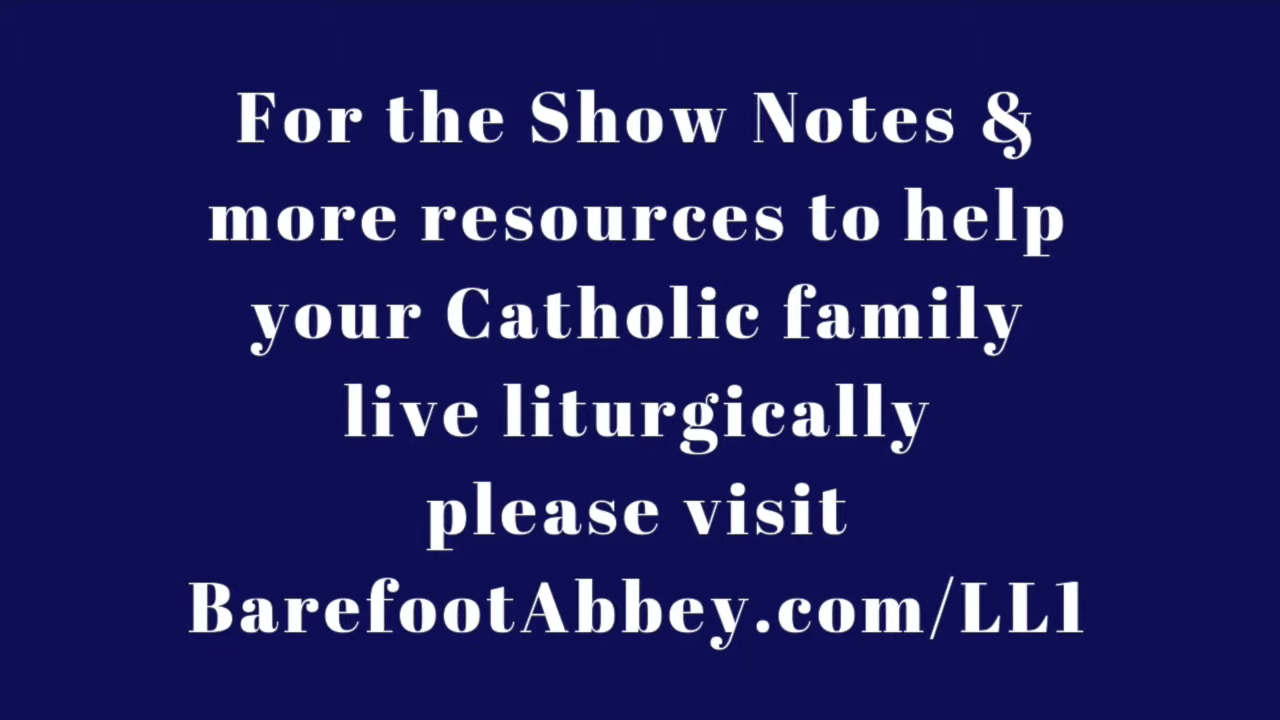 For the Show Notes &
more resources to help
your Catholic family
live liturgically
please visit
BarefootAbbey.com/LL1